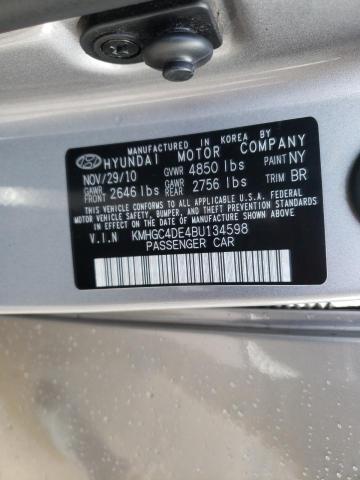 MANUFACTURED IN KOREA BY
HYUNDAI MOTOR COMPANY
NOV/29/10 GVWR 4850 lbs PAINT NY
GAWR FRONT 2646 lbs GAWR REAR 2756 lbs TRIM BR
THIS VEHICLE CONFORMS TO ALL APPLICABLE U.S.A. FEDERAL
MOTOR VEHICLE SAFETY, BUMPER, AND THEFT PREVENTION STANDARDS
IN EFFECT ON THE DATE OF MANUFACTURE SHOWN ABOVE.
V.I.N KMHGC4DE4BU134598
PASSENGER CAR